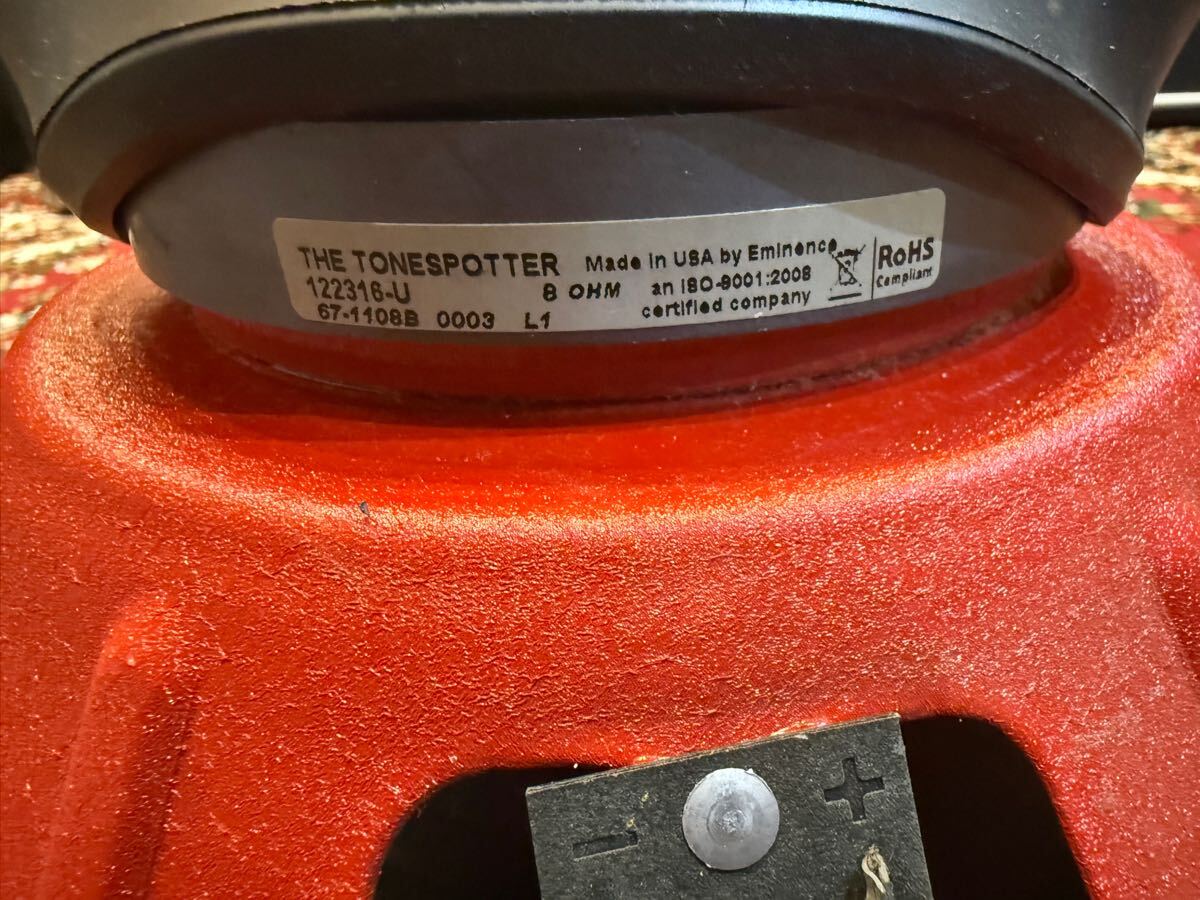 THE TONESPOTTER Made in USA by Eminence
122316-U 8 OHM an ISO-9001:2008
67-1108B 0003 L1 certified company
RoHS
Compliant
- +